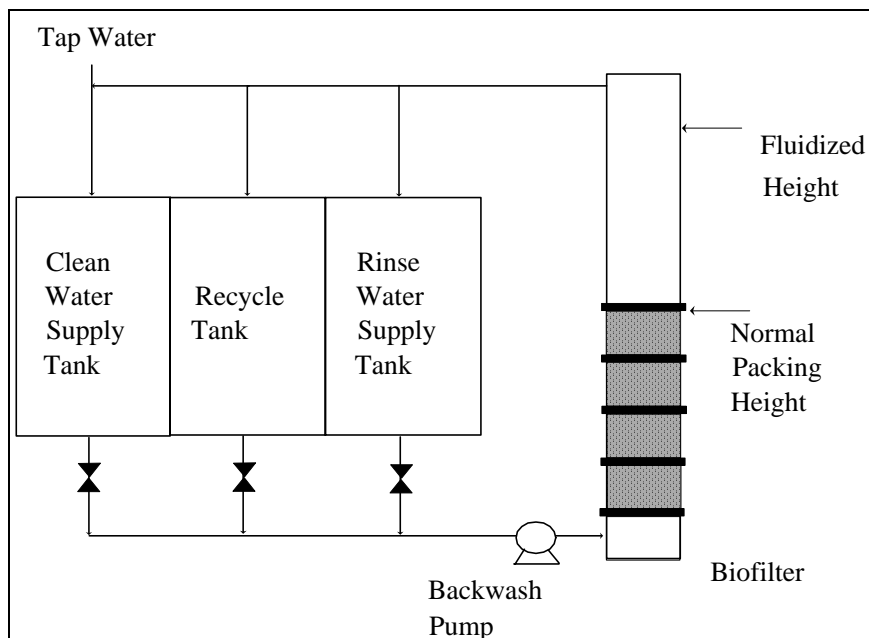 Tap Water
Fluidized
Height
Clean
Water
Supply
Tank
Recycle
Tank
Rinse
Water
Supply
Tank
Normal
Packing
Height
Backwash
Pump
Biofilter